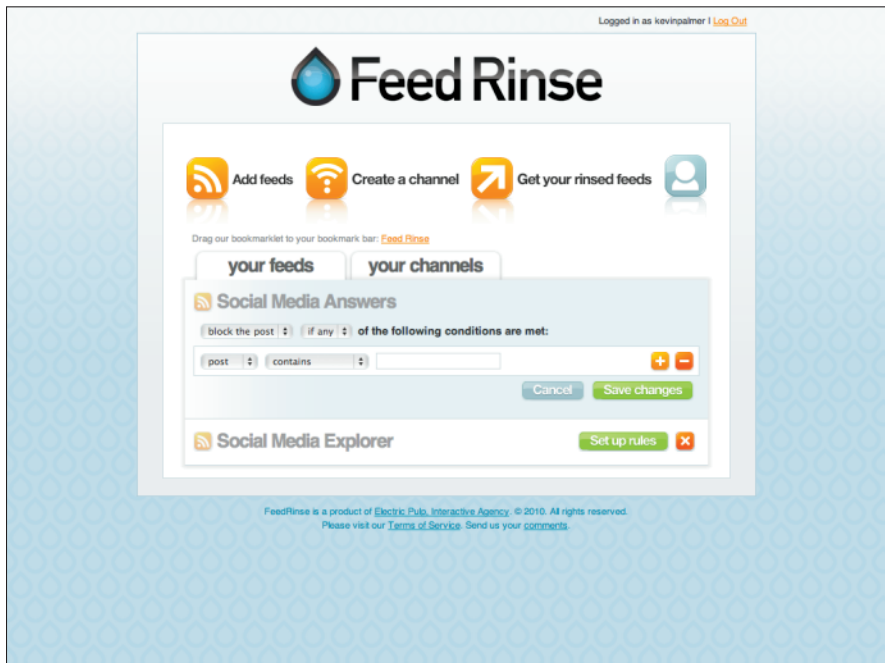 Logged in as kevinpalmer | Log Out
Feed Rinse
Add feeds Create a channel Get your rinsed feeds
Drag our bookmarklet to your bookmark bar: Feed Rinse
your feeds your channels
Social Media Answers
block the post if any of the following conditions are met:
post contains
Cancel Save changes
Social Media Explorer Set up rules
FeedRinse is a product of Electric Pulp, Interactive Agency. © 2010. All rights reserved.
Please visit our Terms of Service. Send us your comments.